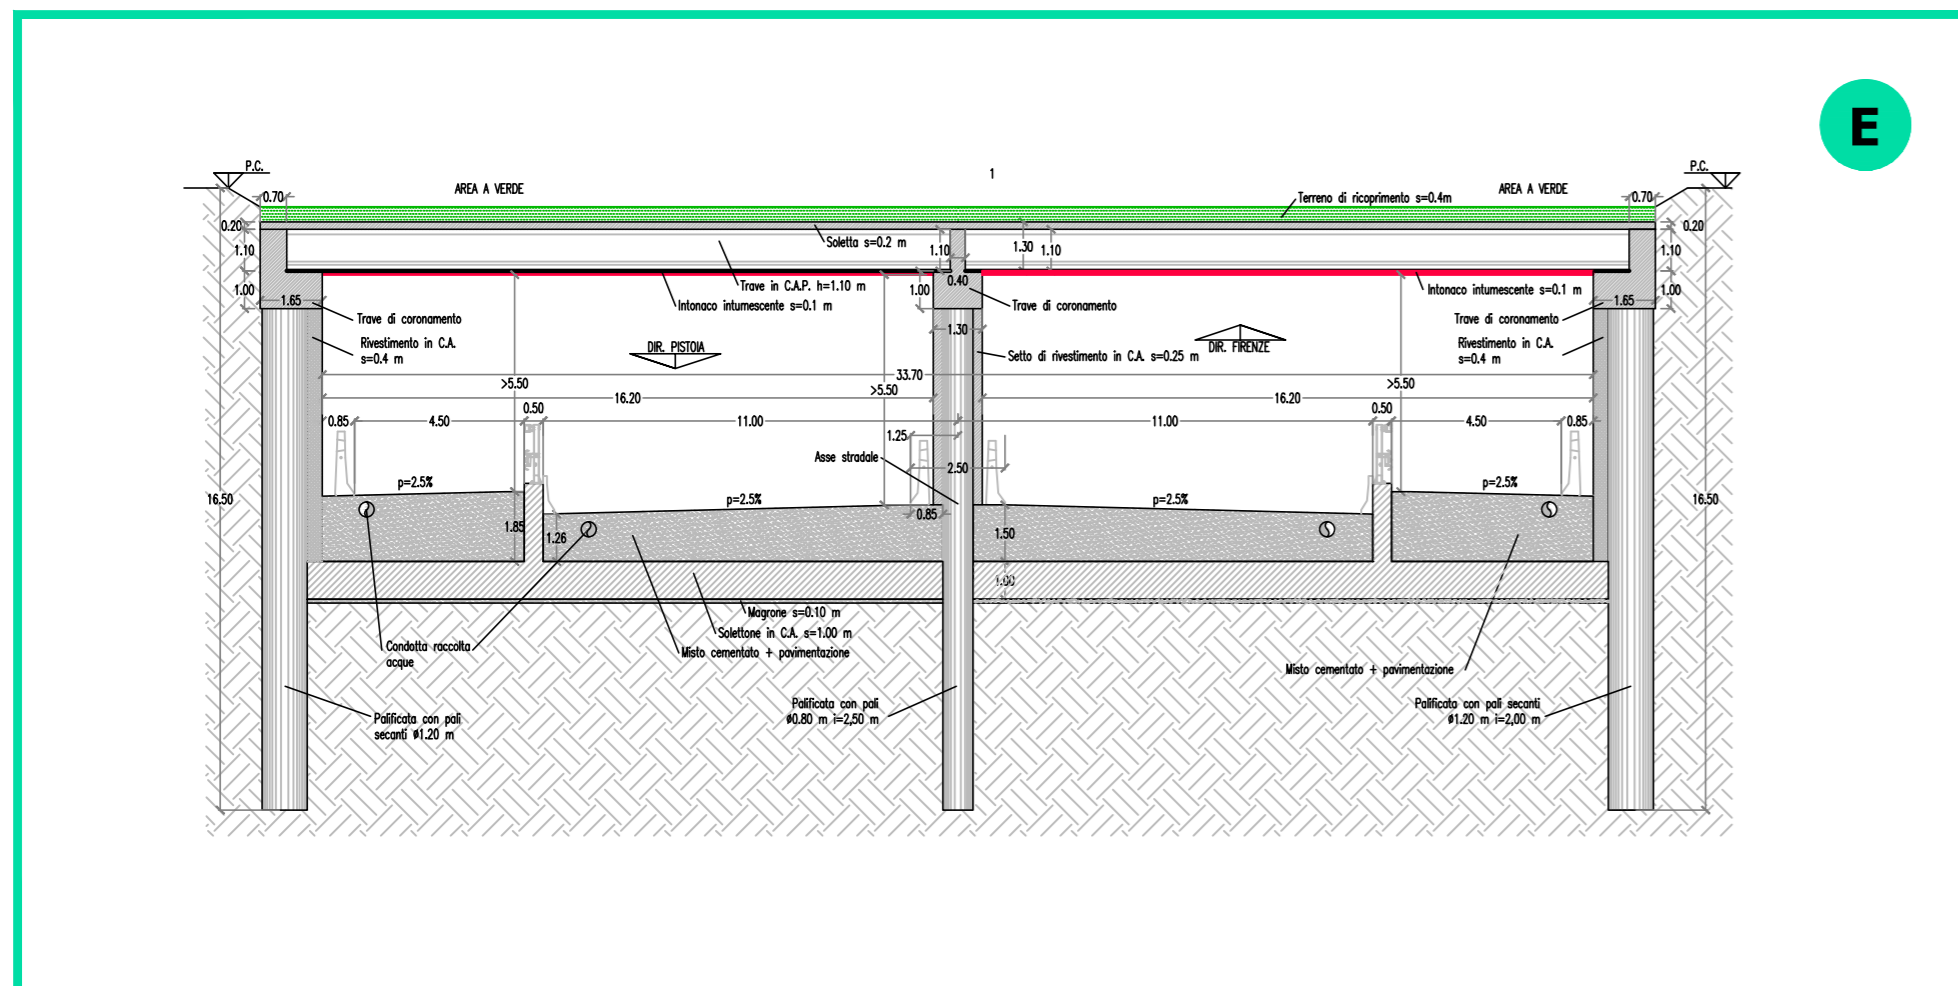 E
1
P.C.
P.C.
0.70
AREA A VERDE
AREA A VERDE
0.70
Terreno di ricoprimento s=0.4m
0.20
Soletta s=0.2 m
0.20
1.10
1.10
1.30
1.10
1.10
1.00
1.65
Trave in C.A.P. h=1.10 m
1.00
0.40
Intonaco intumescente s=0.1 m
1.65
1.00
Intonaco intumescente s=0.1 m
Trave di coronamento
Trave di coronamento
Trave di coronamento
1.30
Rivestimento in C.A.
s=0.4 m
DIR. PISTOIA
DIR. FIRENZE
Rivestimento in C.A.
s=0.4 m
Setto di rivestimento in C.A. s=0.25 m
33.70
>5.50
>5.50
>5.50
16.20
16.20
0.50
0.50
0.85
4.50
11.00
11.00
4.50
0.85
1.25
Asse stradale
2.50
p=2.5%
p=2.5%
p=2.5%
p=2.5%
16.50
16.50
1.85
1.26
0.85
1.50
1.00
Magrone s=0.10 m
Solettone in C.A. s=1.00 m
Misto cementato + pavimentazione
Condotta raccolta
acque
Misto cementato + pavimentazione
Palificata con pali
secanti ø1.20 m
Palificata con pali
ø0.80 m i=2,50 m
Palificata con pali secanti
ø1.20 m i=2,00 m